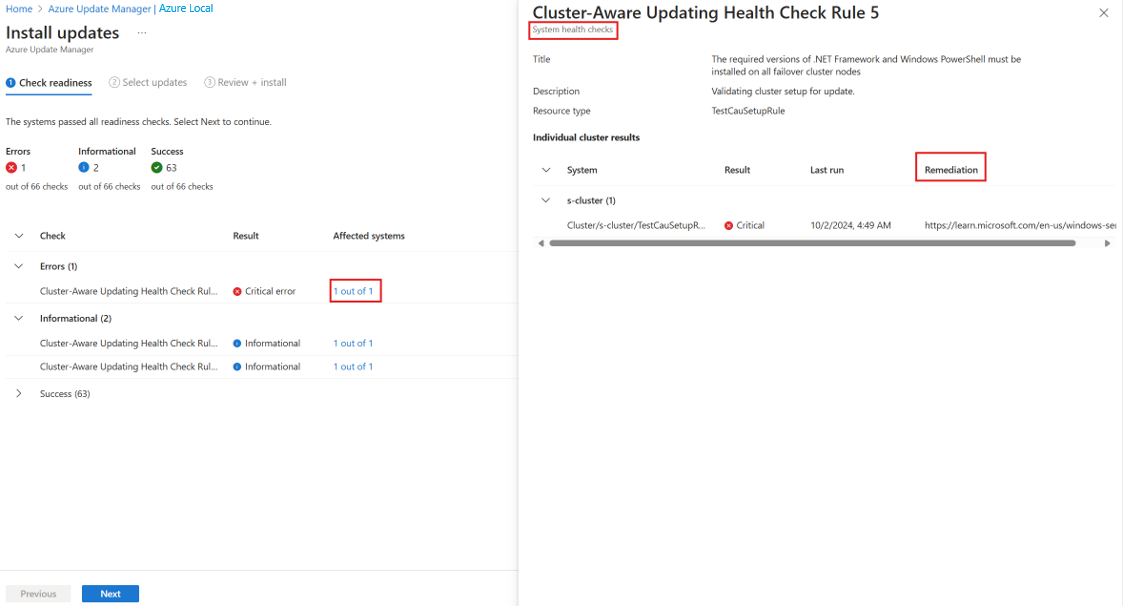 Home > Azure Update Manager | Azure Local
Install updates ...
Azure Update Manager
1 Check readiness 2 Select updates 3 Review + install
The systems passed all readiness checks. Select Next to continue.
Errors Informational Success
1 2 63
out of 66 checks out of 66 checks out of 66 checks
Check Result Affected systems
Errors (1)
Cluster-Aware Updating Health Check Rul... Critical error 1 out of 1
Informational (2)
Cluster-Aware Updating Health Check Rul... Informational 1 out of 1
Cluster-Aware Updating Health Check Rul... Informational 1 out of 1
Success (63)
Previous Next
Cluster-Aware Updating Health Check Rule 5
System health checks
Title The required versions of .NET Framework and Windows PowerShell must be
installed on all failover cluster nodes
Description Validating cluster setup for update.
Resource type TestCauSetupRule
Individual cluster results
System Result Last run Remediation
s-cluster (1)
Cluster/s-cluster/TestCauSetupR... Critical 10/2/2024, 4:49 AM https://learn.microsoft.com/en-us/windows-ser